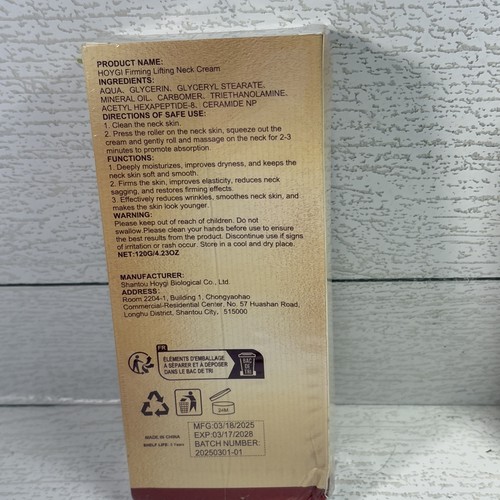 PRODUCT NAME:
HOYGI Firming Lifting Neck Cream
INGREDIENTS:
AQUA, GLYCERIN, GLYCERYL STEARATE,
MINERAL OIL, CARBOMER, TRIETHANOLAMINE,
ACETYL HEXAPEPTIDE-8, CERAMIDE NP
DIRECTIONS OF SAFE USE:
1. Clean the neck skin.
2. Press the roller on the neck skin, squeeze out the
cream and gently roll and massage on the neck for 2-3
minutes to promote absorption.
FUNCTIONS:
1. Deeply moisturizes, improves dryness, and keeps the
neck skin soft and smooth.
2. Firms the skin, improves elasticity, reduces neck
sagging, and restores firming effects.
3. Effectively reduces wrinkles, smoothes neck skin, and
makes the skin look younger.
WARNING:
Please keep out of reach of children. Do not
swallow.Please clean your hands before use to ensure
the best results from the product. Discontinue use if signs
of irritation or rash occur. Store in a cool and dry place.
NET:120G/4.23OZ
MANUFACTURER:
Shantou Hoygi Biological Co., Ltd.
ADDRESS:
Room 2204-1, Building 1, Chongyaohao
Commercial-Residential Center, No. 57 Huashan Road,
Longhu District, Shantou City, 515000
FR
ÉLÉMENTS D'EMBALLAGE
À SÉPARER ET À DÉPOSER
DANS LE BAC DE TRI
BAC
DE
TRI
24M
MFG:03/18/2025
EXP:03/17/2028
BATCH NUMBER:
20250301-01
MADE IN CHINA
SHELF LIFE: 3 Years